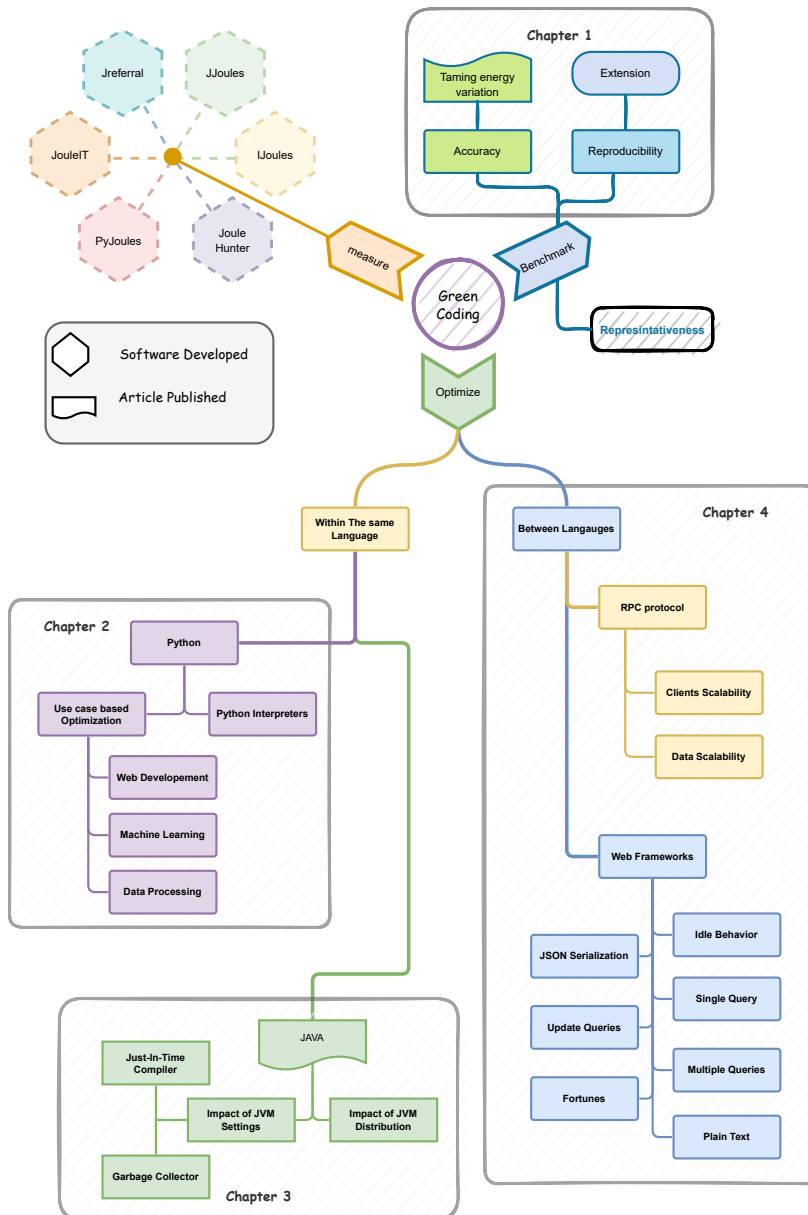 Jreferral
JJoules
JouleIT
IJoules
PyJoules
Joule
Hunter
measure
Chapter 1
Taming energy
variation
Extension
Accuracy
Reproducibility
Benchmark
Green
Coding
Represintativeness
Software Developed
Article Published
Optimize
Within The same
Language
Between Langauges
Chapter 4
RPC protocol
Clients Scalability
Data Scalability
Web Frameworks
Idle Behavior
JSON Serialization
Single Query
Update Queries
Multiple Queries
Fortunes
Plain Text
Chapter 2
Python
Use case based
Optimization
Python Interpreters
Web Developement
Machine Learning
Data Processing
JAVA
Just-In-Time
Compiler
Impact of JVM
Settings
Impact of JVM
Distribution
Garbage Collector
Chapter 3